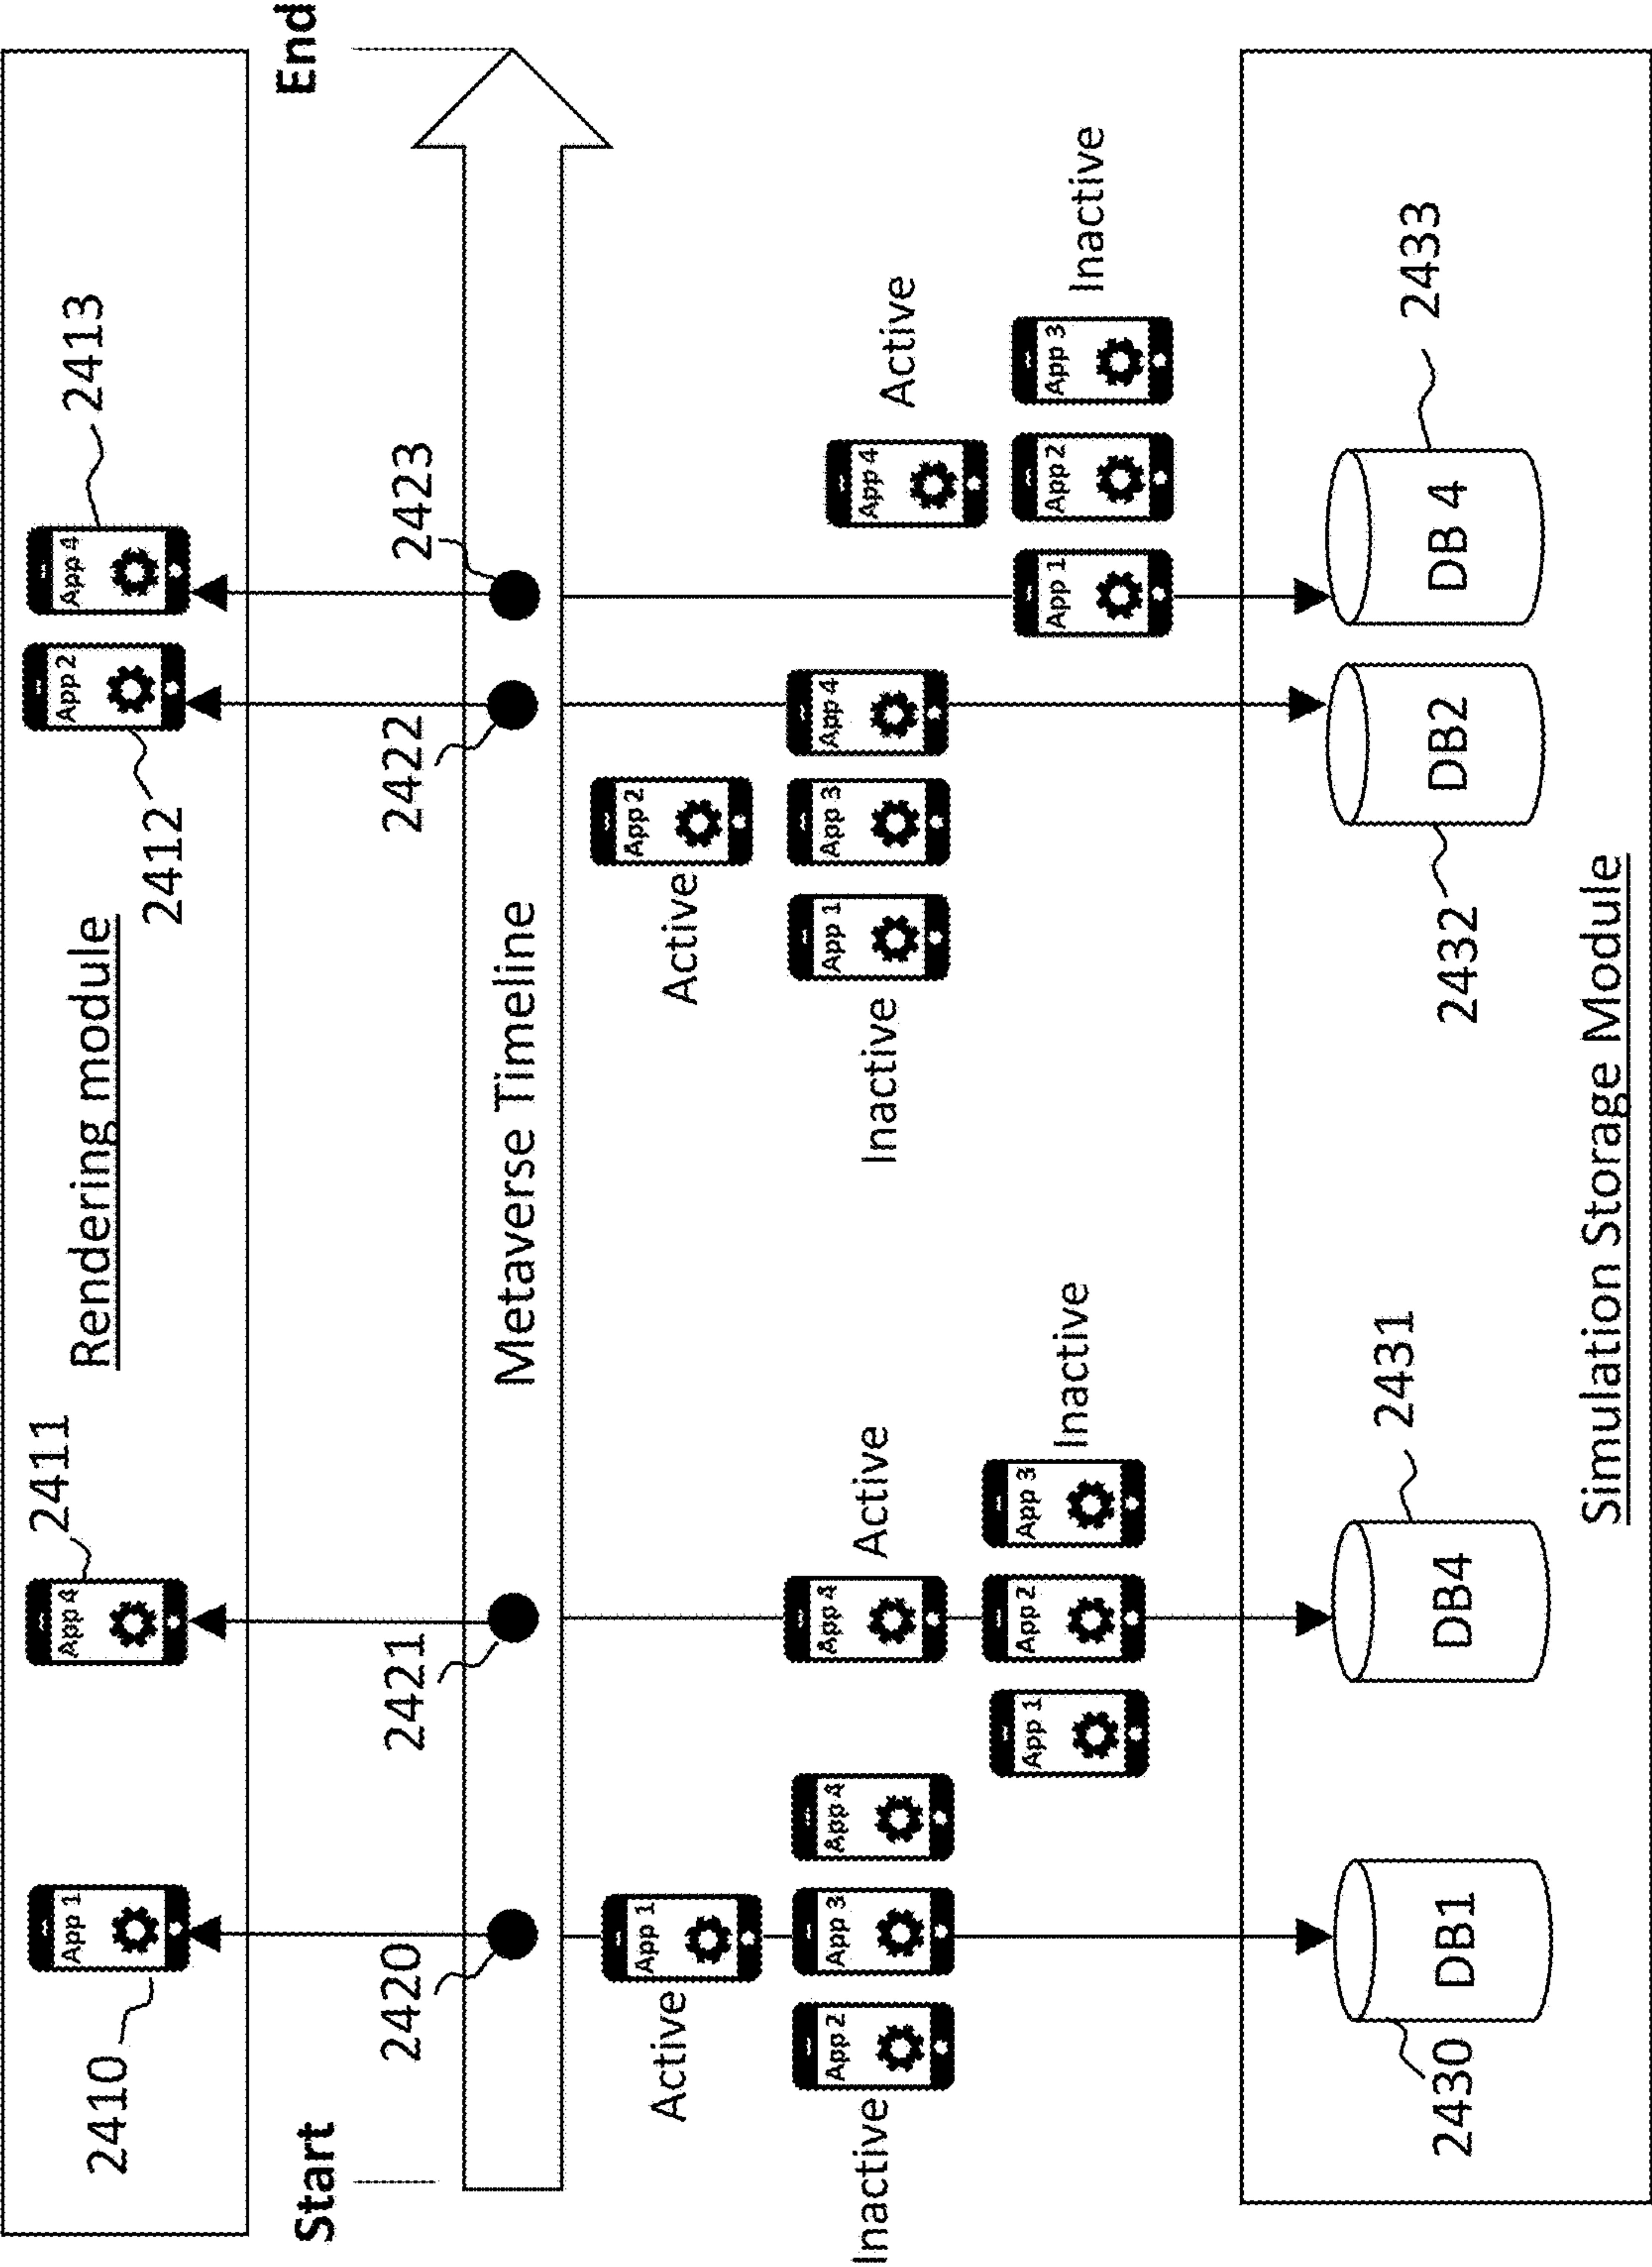 2410
App 1
2411
App 4
Rendering module
2412
App 2
App 4
2413
Start
End
2420
2421
2422
2423
Metaverse Timeline
Active
App 1
Inactive
App 2
App 3
App 4
App 4
Active
App 1
App 2
App 3
Inactive
Active
App 2
Inactive
App 1
App 3
App 4
App 4
Active
App 1
App 2
App 3
Inactive
2430
DB1
DB4
2431
2432
DB2
DB 4
2433
Simulation Storage Module